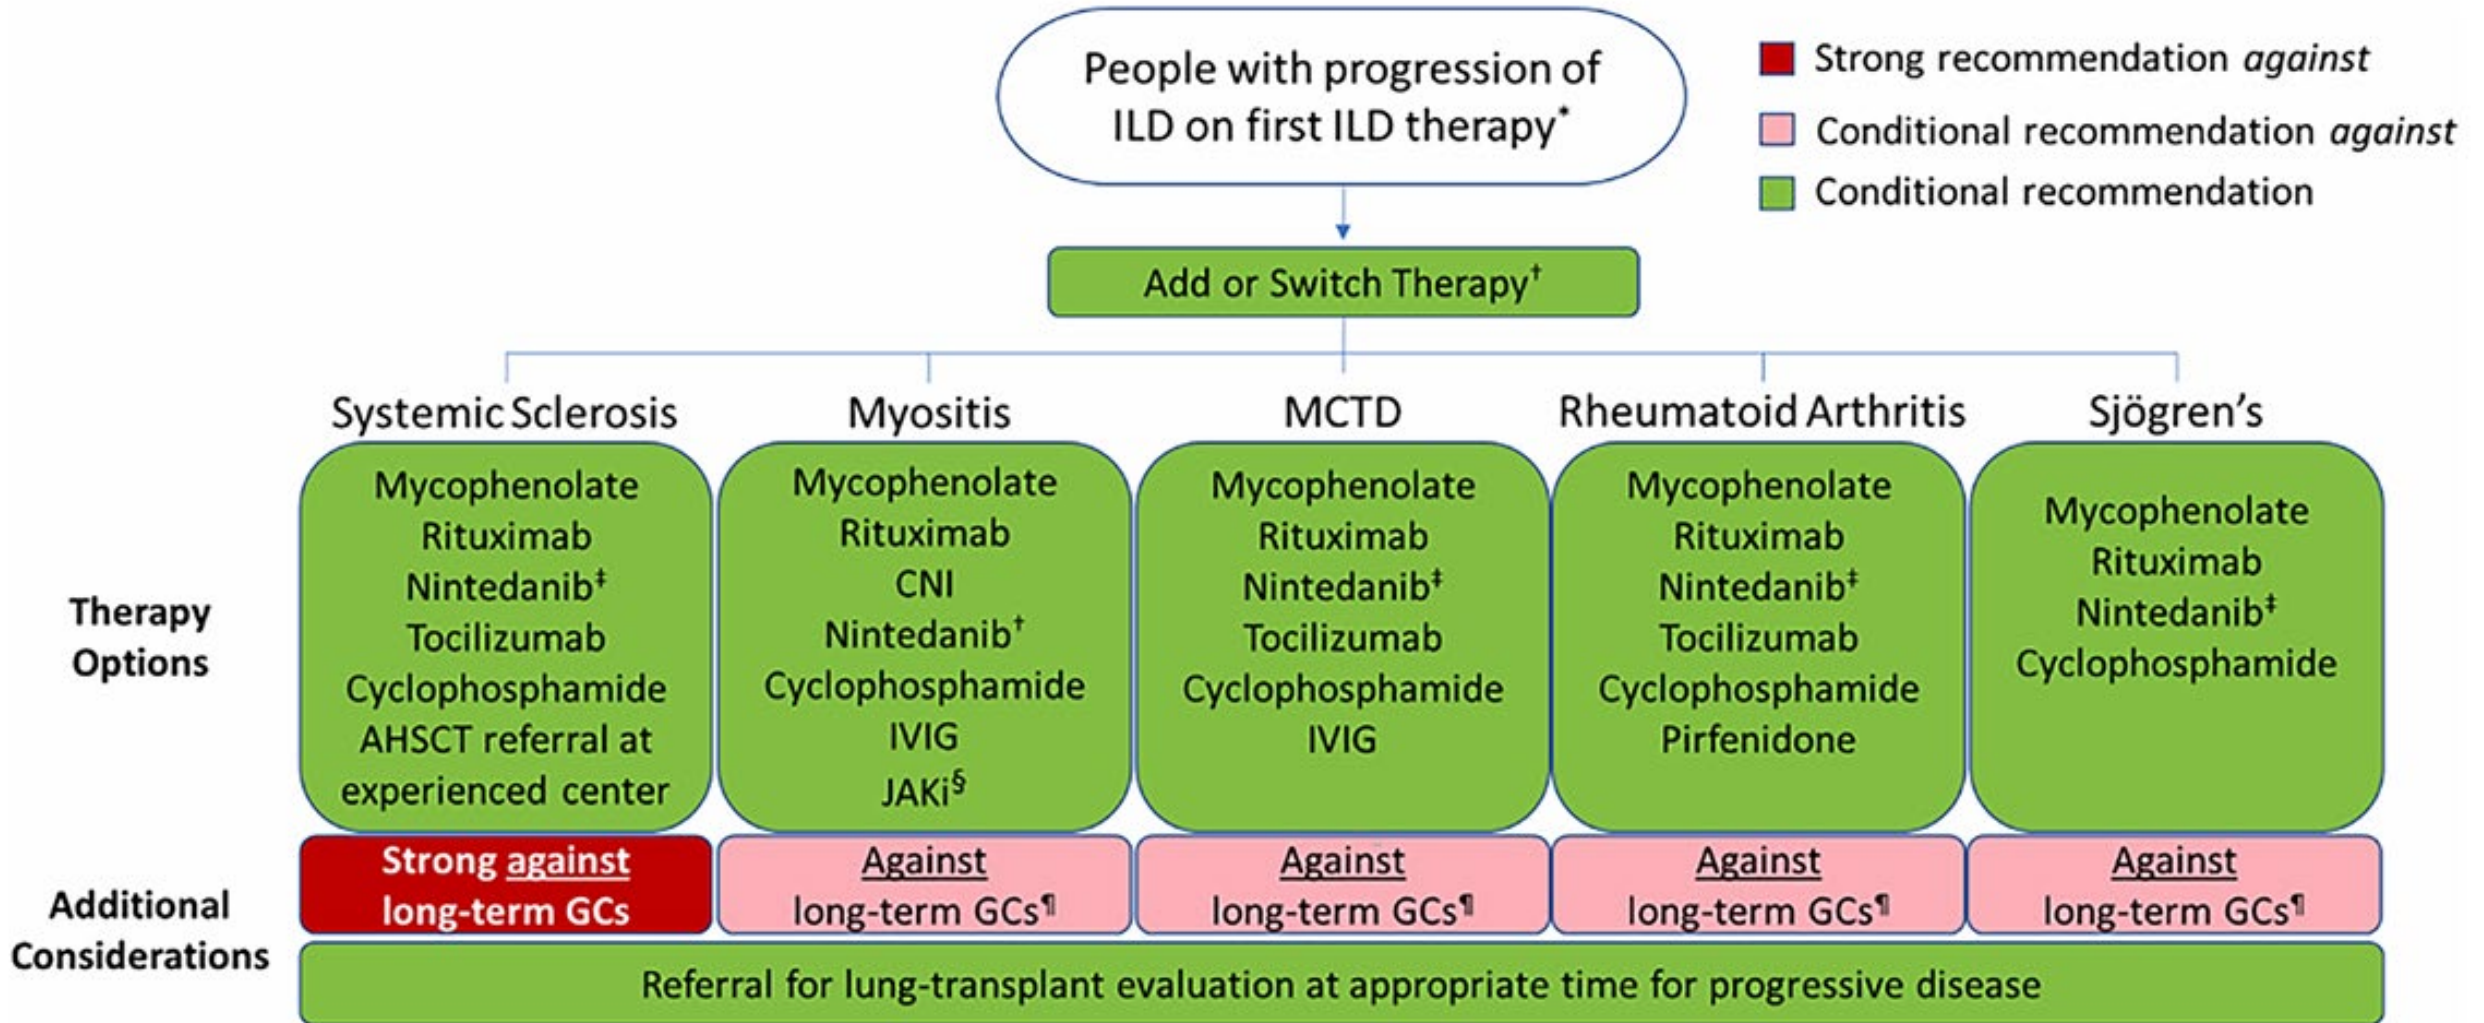 People with progression of
ILD on first ILD therapy*
Strong recommendation against
Conditional recommendation against
Conditional recommendation
Add or Switch Therapy†
Systemic Sclerosis
Myositis
MCTD
Rheumatoid Arthritis
Sjögren’s
Therapy
Options
Mycophenolate
Rituximab
Nintedanib‡
Tocilizumab
Cyclophosphamide
AHSCT referral at
experienced center
Mycophenolate
Rituximab
CNI
Nintedanib†
Cyclophosphamide
IVIG
JAKi§
Mycophenolate
Rituximab
Nintedanib‡
Tocilizumab
Cyclophosphamide
IVIG
Mycophenolate
Rituximab
Nintedanib‡
Tocilizumab
Cyclophosphamide
Pirfenidone
Mycophenolate
Rituximab
Nintedanib‡
Cyclophosphamide
Additional
Considerations
Strong against
long-term GCs
Against
long-term GCs¶
Against
long-term GCs¶
Against
long-term GCs¶
Against
long-term GCs¶
Referral for lung-transplant evaluation at appropriate time for progressive disease